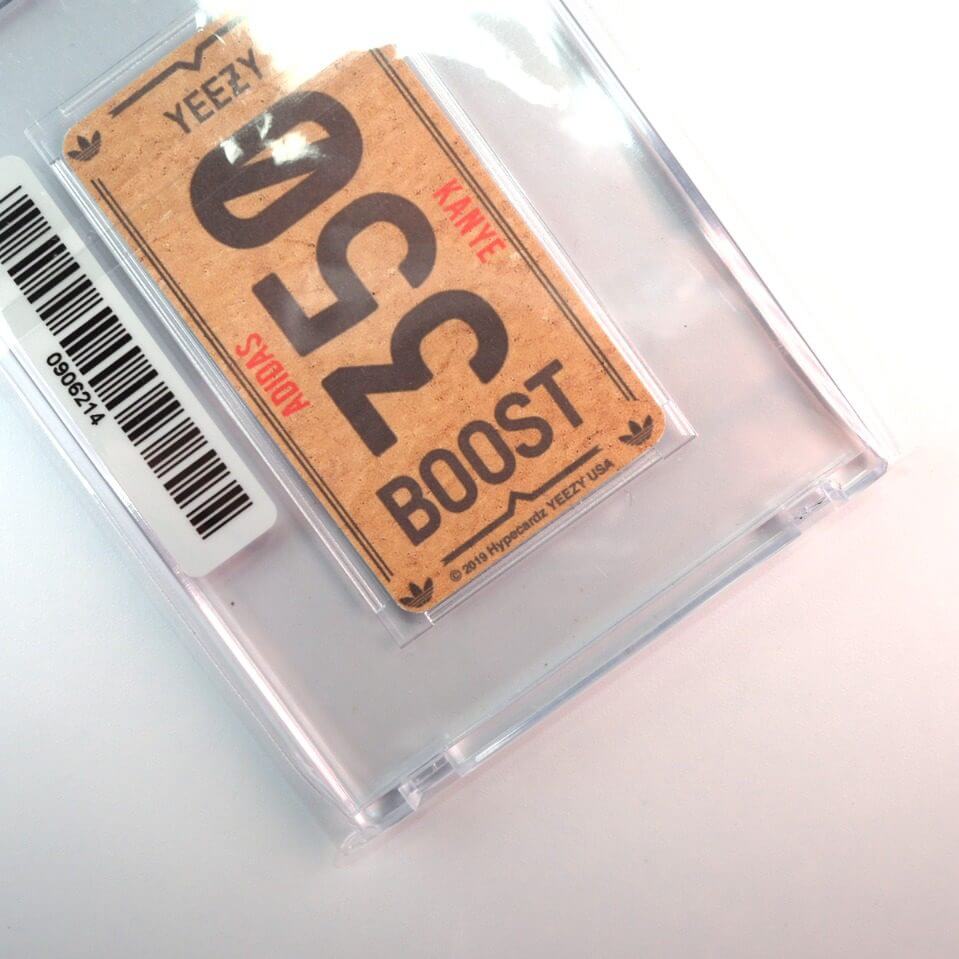 YEEZY
350
KANYE
ADIDAS
BOOST
© 2019 Hypecardz YEEZY USA
0906214